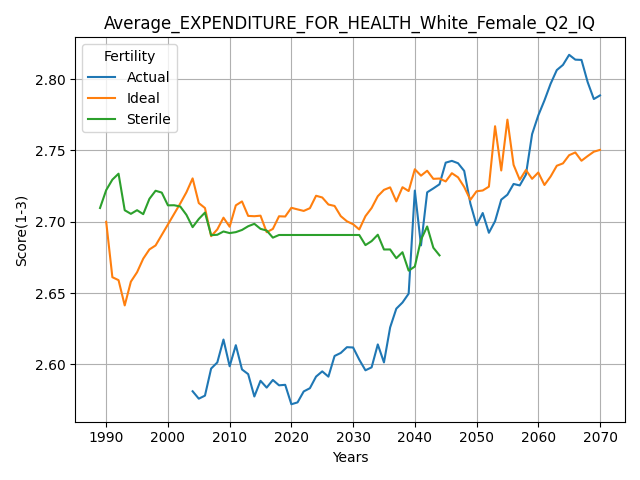 Average_EXPENDITURE_FOR_HEALTH_White_Female_Q2_IQ
Fertility
Actual
Ideal
Sterile
Score(1-3)
2.80
2.75
2.70
2.65
2.60
1990 2000 2010 2020 2030 2040 2050 2060 2070
Years